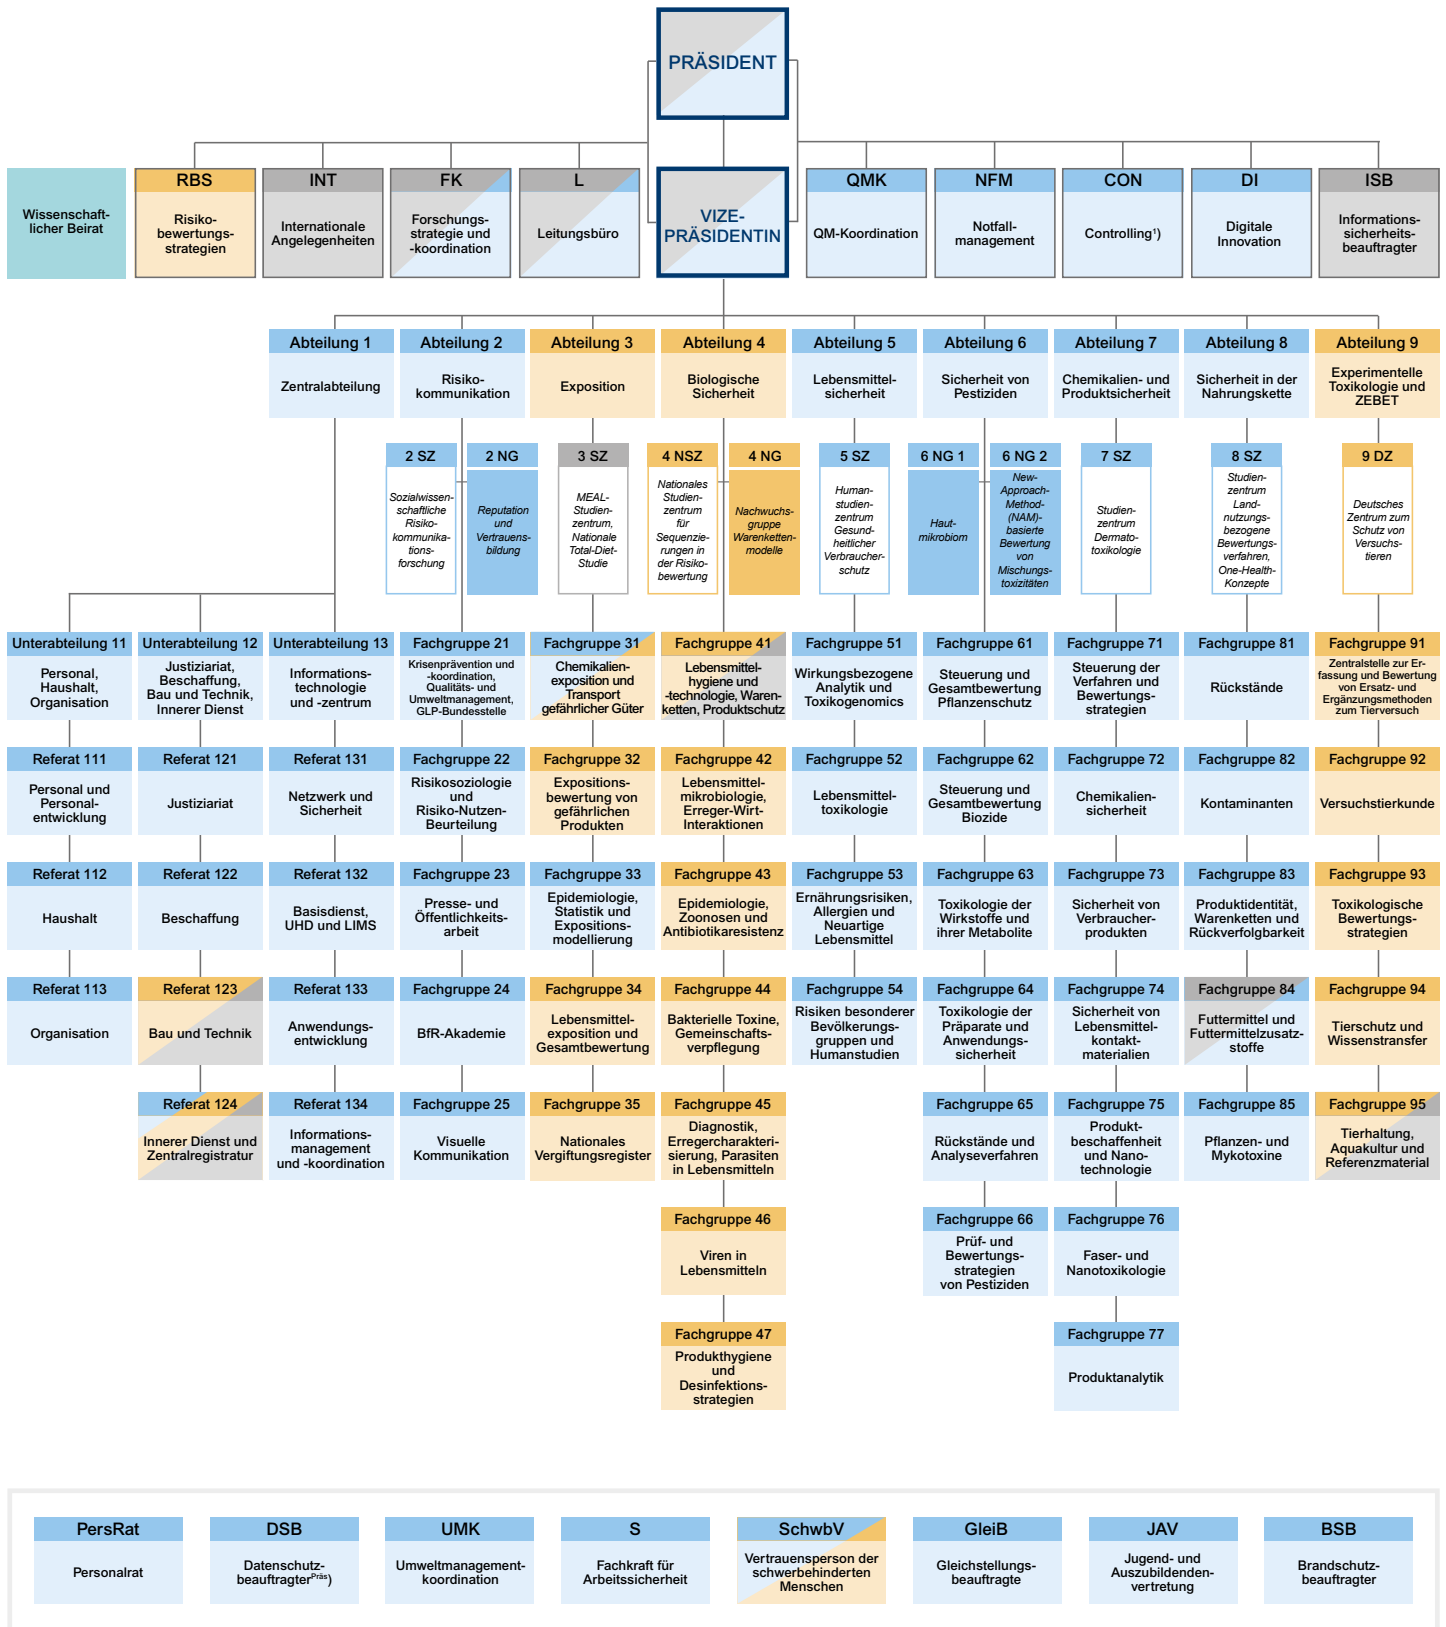 PRÄSIDENT
Wissenschaft-
licher Beirat
RBS
Risiko-
bewertungs-
strategien
INT
Internationale
Angelegenheiten
FK
Forschungs-
strategie und
-koordination
L
Leitungsbüro
VIZE-
PRÄSIDENTIN
QMK
QM-Koordination
NFM
Notfall-
management
CON
Controlling¹)
DI
Digitale
Innovation
ISB
Informations-
sicherheits-
beauftragter
Abteilung 1
Zentralabteilung
Abteilung 2
Risiko-
kommunikation
Abteilung 3
Exposition
Abteilung 4
Biologische
Sicherheit
Abteilung 5
Lebensmittel-
sicherheit
Abteilung 6
Sicherheit von
Pestiziden
Abteilung 7
Chemikalien- und
Produktsicherheit
Abteilung 8
Sicherheit in der
Nahrungskette
Abteilung 9
Experimentelle
Toxikologie und
ZEBET
2 SZ
Sozialwissen-
schaftliche
Risiko-
kommunika-
tions-
forschung
2 NG
Reputation
und
Vertrauens-
bildung
3 SZ
MEAL-
Studien-
zentrum,
Nationale
Total-Diet-
Studie
4 NSZ
Nationales
Studien-
zentrum
für
Sequenzie-
rungen in
der Risiko-
bewertung
4 NG
Nachwuchs-
gruppe
Warenketten-
modelle
5 SZ
Human-
studien-
zentrum
Gesund-
heitlicher
Verbraucher-
schutz
6 NG 1
Haut-
mikrobiom
6 NG 2
New-
Approach-
Method-
(NAM)-
basierte
Bewertung
von
Mischungs-
toxizitäten
7 SZ
Studien-
zentrum
Dermato-
toxikologie
8 SZ
Studien-
zentrum
Land-
nutzungs-
bezogene
Bewertungs-
verfahren,
One-Health-
Konzepte
9 DZ
Deutsches
Zentrum zum
Schutz von
Versuchs-
tieren
Unterabteilung 11
Personal,
Haushalt,
Organisation
Unterabteilung 12
Justiziariat,
Beschaffung,
Bau und Technik,
Innerer Dienst
Unterabteilung 13
Informations-
technologie
und -zentrum
Fachgruppe 21
Krisenprävention und
-koordination,
Qualitäts- und
Umweltmanagement,
GLP-Bundesstelle
Fachgruppe 31
Chemikalien-
exposition und
Transport
gefährlicher Güter
Fachgruppe 41
Lebensmittel-
hygiene und
-technologie, Waren-
ketten, Produktschutz
Fachgruppe 51
Wirkungsbezogene
Analytik und
Toxikogenomics
Fachgruppe 61
Steuerung und
Gesamtbewertung
Pflanzenschutz
Fachgruppe 71
Steuerung der
Verfahren und
Bewertungs-
strategien
Fachgruppe 81
Rückstände
Fachgruppe 91
Zentralstelle zur Er-
fassung und Bewertung
von Ersatz- und
Ergänzungsmethoden
zum Tierversuch
Referat 111
Personal und
Personal-
entwicklung
Referat 121
Justiziariat
Referat 131
Netzwerk und
Sicherheit
Fachgruppe 22
Risikosoziologie
und
Risiko-Nutzen-
Beurteilung
Fachgruppe 32
Expositions-
bewertung von
gefährlichen
Produkten
Fachgruppe 42
Lebensmittel-
mikrobiologie,
Erreger-Wirt-
Interaktionen
Fachgruppe 52
Lebensmittel-
toxikologie
Fachgruppe 62
Steuerung und
Gesamtbewertung
Biozide
Fachgruppe 72
Chemikalien-
sicherheit
Fachgruppe 82
Kontaminanten
Fachgruppe 92
Versuchstierkunde
Referat 112
Haushalt
Referat 122
Beschaffung
Referat 132
Basisdienst,
UHD und LIMS
Fachgruppe 23
Presse- und
Öffentlichkeits-
arbeit
Fachgruppe 33
Epidemiologie,
Statistik und
Expositions-
modellierung
Fachgruppe 43
Epidemiologie,
Zoonosen und
Antibiotikaresistenz
Fachgruppe 53
Ernährungsrisiken,
Allergien und
Neuartige
Lebensmittel
Fachgruppe 63
Toxikologie der
Wirkstoffe und
ihrer Metabolite
Fachgruppe 73
Sicherheit von
Verbraucher-
produkten
Fachgruppe 83
Produktidentität,
Warenketten und
Rückverfolgbarkeit
Fachgruppe 93
Toxikologische
Bewertungs-
strategien
Referat 113
Organisation
Referat 123
Bau und Technik
Referat 133
Anwendungs-
entwicklung
Fachgruppe 24
BfR-Akademie
Fachgruppe 34
Lebensmittel-
exposition und
Gesamtbewertung
Fachgruppe 44
Bakterielle Toxine,
Gemeinschafts-
verpflegung
Fachgruppe 54
Risiken besonderer
Bevölkerungs-
gruppen und
Humanstudien
Fachgruppe 64
Toxikologie der
Präparate und
Anwendungs-
sicherheit
Fachgruppe 74
Sicherheit von
Lebensmittel-
kontakt-
materialien
Fachgruppe 84
Futtermittel und
Futtermittelzusatz-
stoffe
Fachgruppe 94
Tierschutz und
Wissenstransfer
Referat 124
Innerer Dienst und
Zentralregistratur
Referat 134
Informations-
management
und -koordination
Fachgruppe 25
Visuelle
Kommunikation
Fachgruppe 35
Nationales
Vergiftungsregister
Fachgruppe 45
Diagnostik,
Erregercharakteri-
sierung, Parasiten
in Lebensmitteln
Fachgruppe 65
Rückstände und
Analyseverfahren
Fachgruppe 75
Produkt-
beschaffenheit
und Nano-
technologie
Fachgruppe 85
Pflanzen- und
Mykotoxine
Fachgruppe 95
Tierhaltung,
Aquakultur und
Referenzmaterial
Fachgruppe 46
Viren in
Lebensmitteln
Fachgruppe 66
Prüf- und
Bewertungs-
strategien
von Pestiziden
Fachgruppe 76
Faser- und
Nanotoxikologie
Fachgruppe 47
Produkthygiene
und
Desinfektions-
strategien
Fachgruppe 77
Produktanalytik
PersRat
Personalrat
DSB
Datenschutz-
beauftragterPräs)
UMK
Umweltmanagement-
koordination
S
Fachkraft für
Arbeitssicherheit
SchwbV
Vertrauensperson der
schwerbehinderten
Menschen
GleiB
Gleichstellungs-
beauftragte
JAV
Jugend- und
Auszubildenden-
vertretung
BSB
Brandschutz-
beauftragter